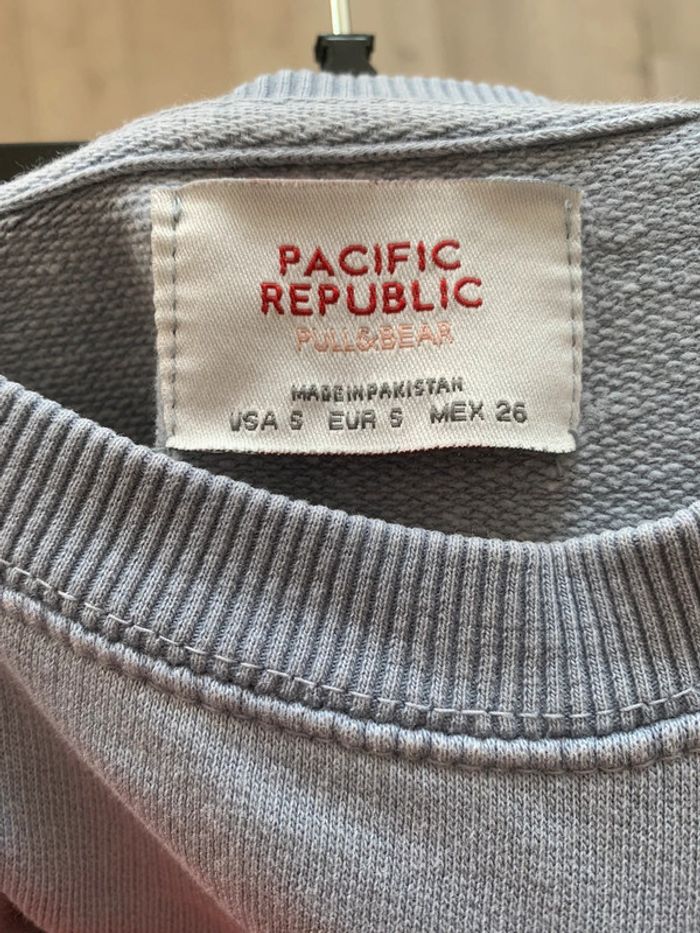 PACIFIC
REPUBLIC
PULL&BEAR
MADE IN PAKISTAN
USA S EUR S MEX 26